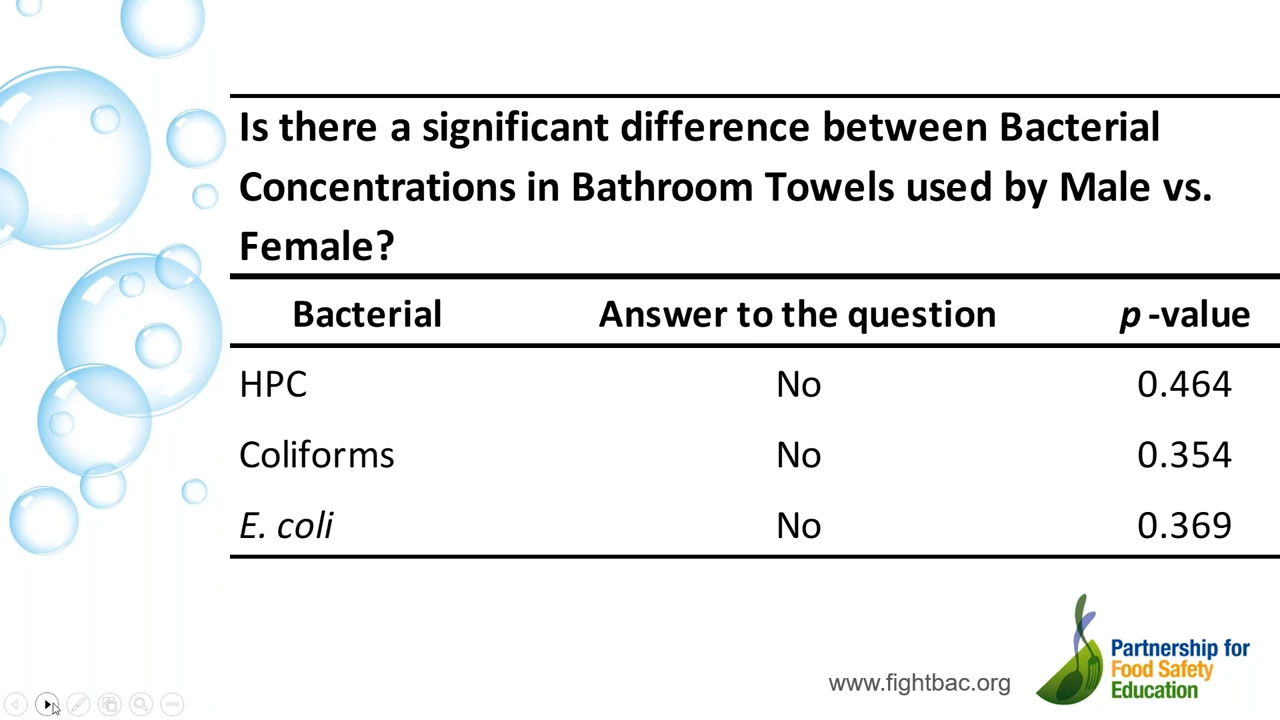 Is there a significant difference between Bacterial
Concentrations in Bathroom Towels used by Male vs.
Female?
Bacterial Answer to the question p -value
HPC No 0.464
Coliforms No 0.354
E. coli No 0.369
www.fightbac.org
Partnership for
Food Safety
Education